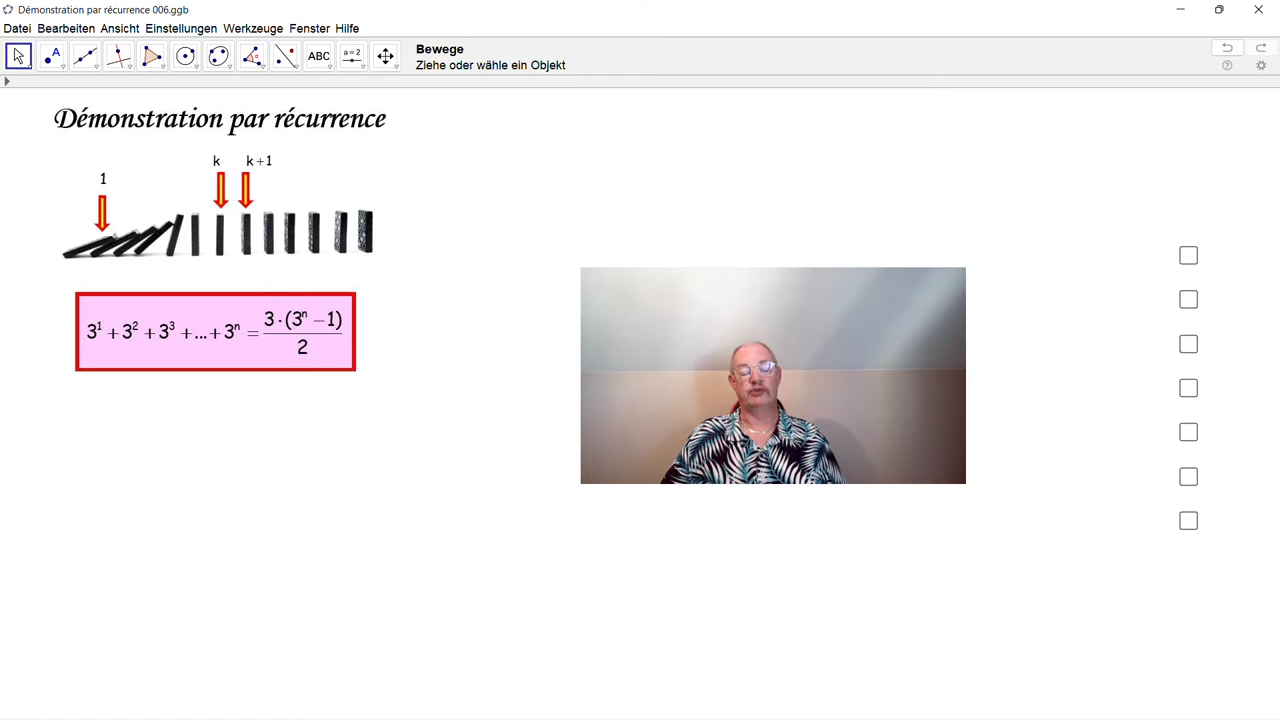 Démonstration par récurrence 006.ggb
Datei Bearbeiten Ansicht Einstellungen Werkzeuge Fenster Hilfe
A
ABC
a=2
α
Bewege
Ziehe oder wähle ein Objekt
Démonstration par récurrence
k k+1
1
3¹ + 3² + 3³ + ... + 3ⁿ = 3·(3ⁿ − 1) / 2